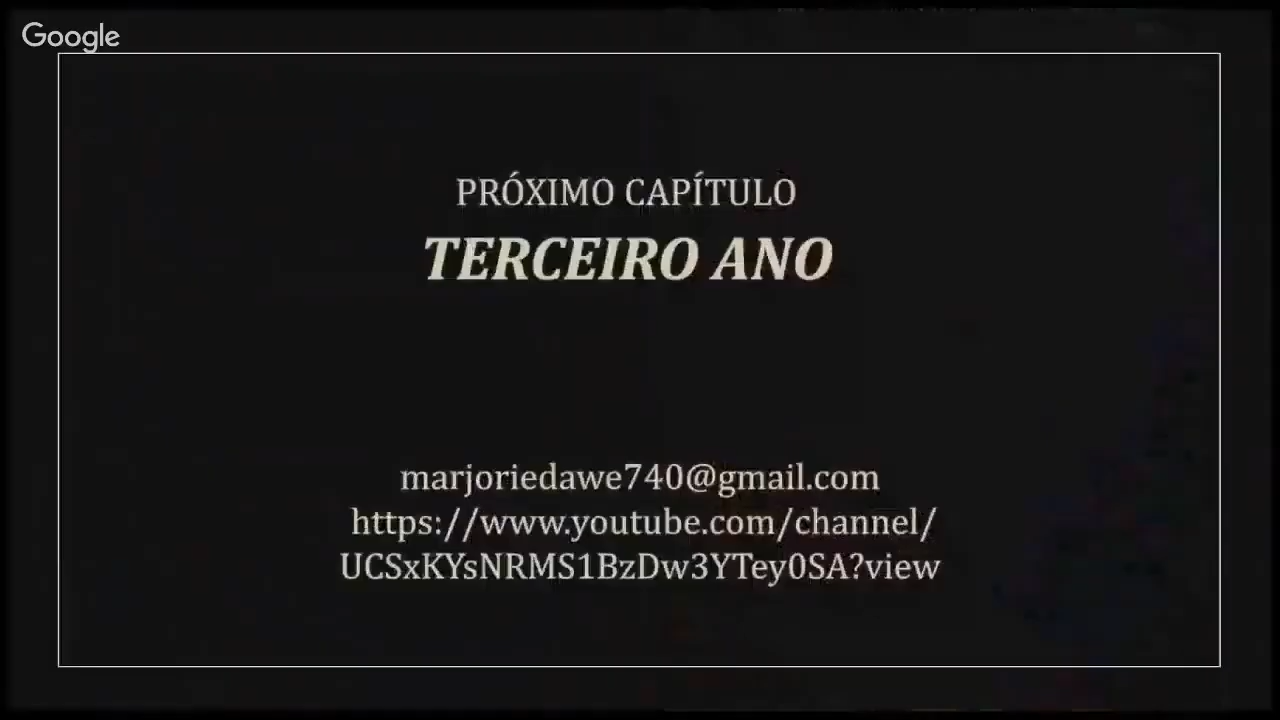 Google
PRÓXIMO CAPÍTULO
TERCEIRO ANO
marjoriedawe740@gmail.com
https://www.youtube.com/channel/
UCSxKYsNRMS1BzDw3YTey0SA?view